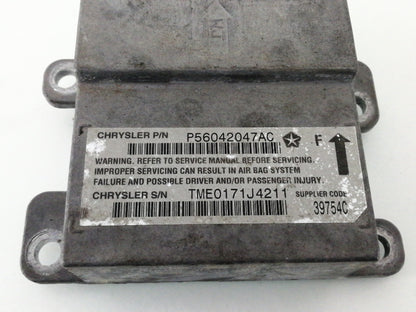 CHRYSLER P/N P56042047AC F
WARNING. REFER TO SERVICE MANUAL BEFORE SERVICING.
IMPROPER SERVICING CAN RESULT IN AIR BAG SYSTEM
FAILURE AND POSSIBLE DRIVER AND/OR PASSENGER INJURY.
CHRYSLER S/N TME0171J4211 SUPPLIER CODE
39754C